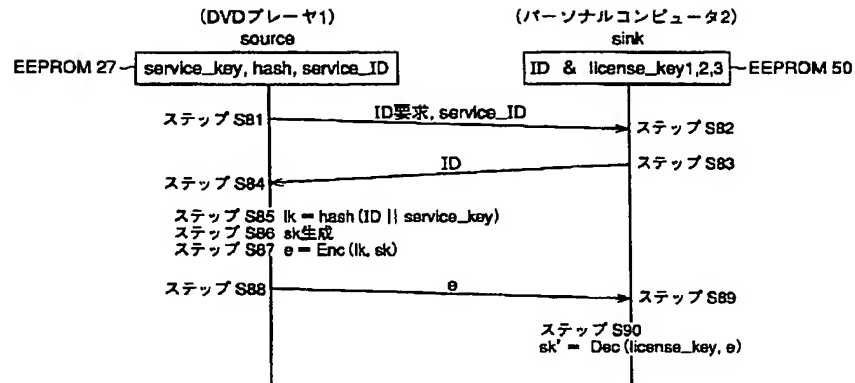 (DVDプレーヤ1)
source
(パーソナルコンピュータ2)
sink
EEPROM 27
service_key, hash, service_ID
ID & license_key1,2,3
EEPROM 50
ステップ S81
ID要求, service_ID
ステップ S82
ID
ステップ S83
ステップ S84
ステップ S85 lk = hash (ID || service_key)
ステップ S86 sk生成
ステップ S87 e = Enc (lk, sk)
ステップ S88
e
ステップ S89
ステップ S90
sk' = Dec (license_key, e)